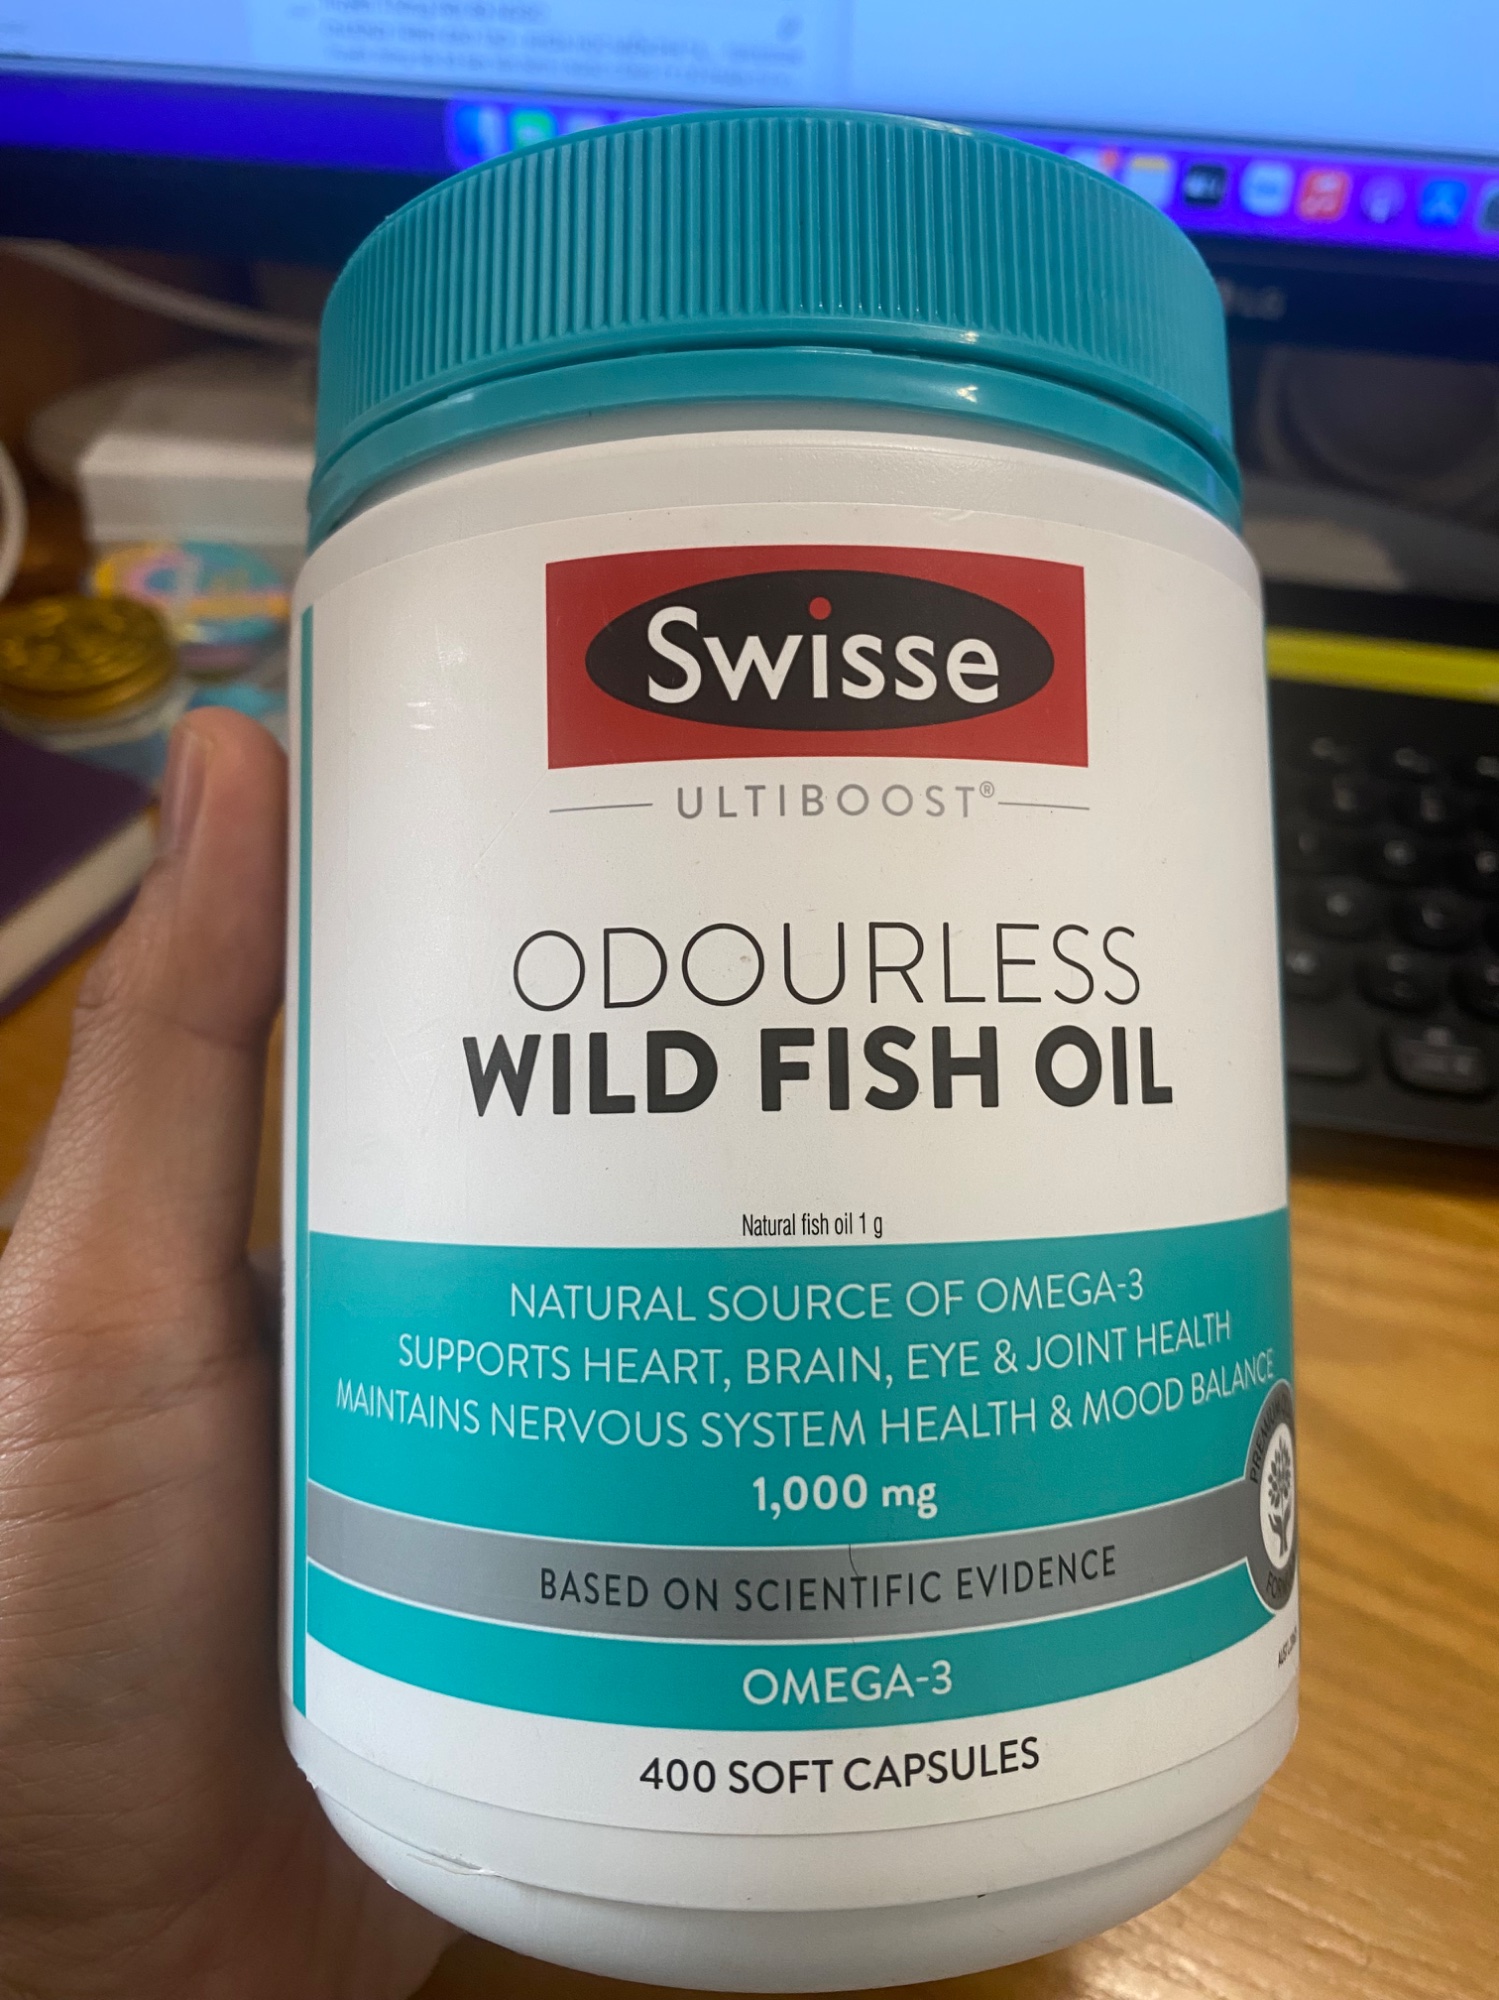 Swisse
ULTIBOOST®
ODOURLESS
WILD FISH OIL
Natural fish oil 1 g
NATURAL SOURCE OF OMEGA-3
SUPPORTS HEART, BRAIN, EYE & JOINT HEALTH
MAINTAINS NERVOUS SYSTEM HEALTH & MOOD BALANCE
1,000 mg
BASED ON SCIENTIFIC EVIDENCE
OMEGA-3
400 SOFT CAPSULES